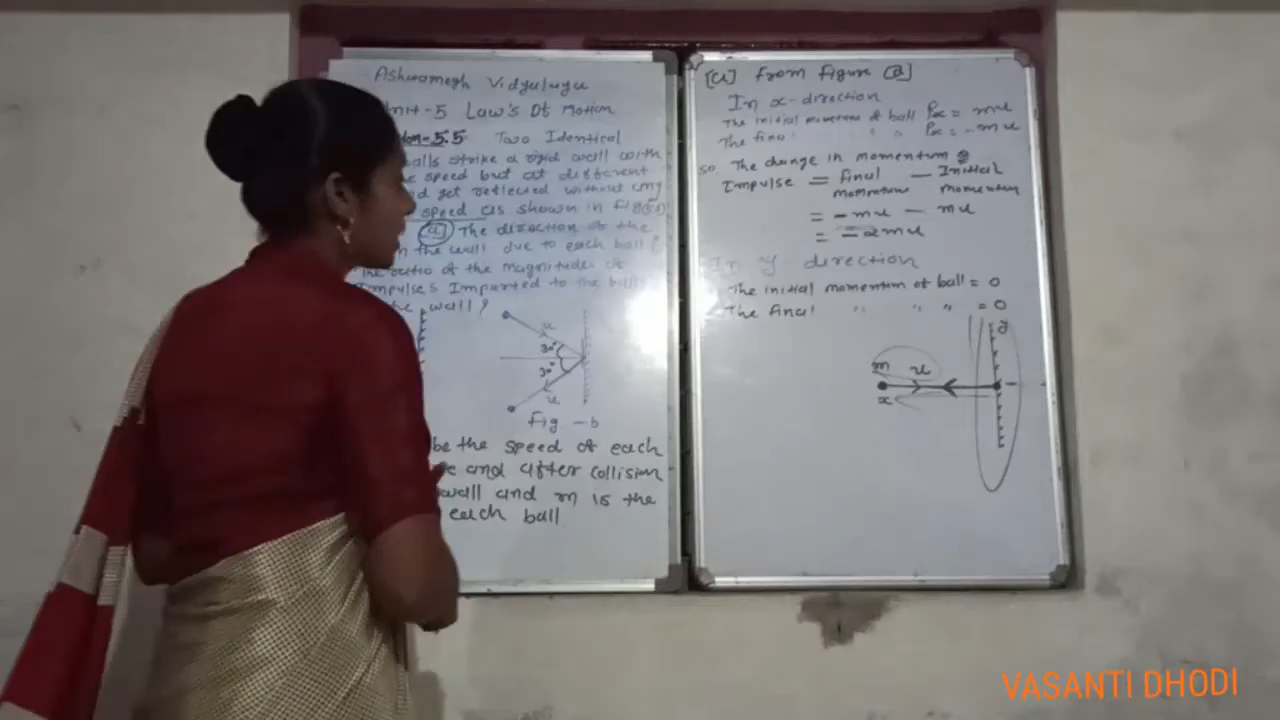 Ashwamegh Vidyalaya
Unit-5 Law's Of Motion
5.5 Two Identical
balls strike a rigid wall with
speed but at different
get reflected without any
speed as shown in fig
[a] The direction of the
on the wall due to each ball?
The ratio of the magnitudes of
Impulses Imparted to the balls
the wall?
u
30°
30°
u
Fig - b
be the speed of each
and after collision
wall and m is the
each ball
[a] From figure [a]
In x-direction
The initial momentum of ball Px = mu
The final " " Px = - mu
so. The change in momentum
Impulse = final momentum - Initial momentum
= - mu - mu
= - 2mu
In y direction
The initial momentum of ball = 0
The final " " " = 0
y
m u
x
VASANTI DHODI